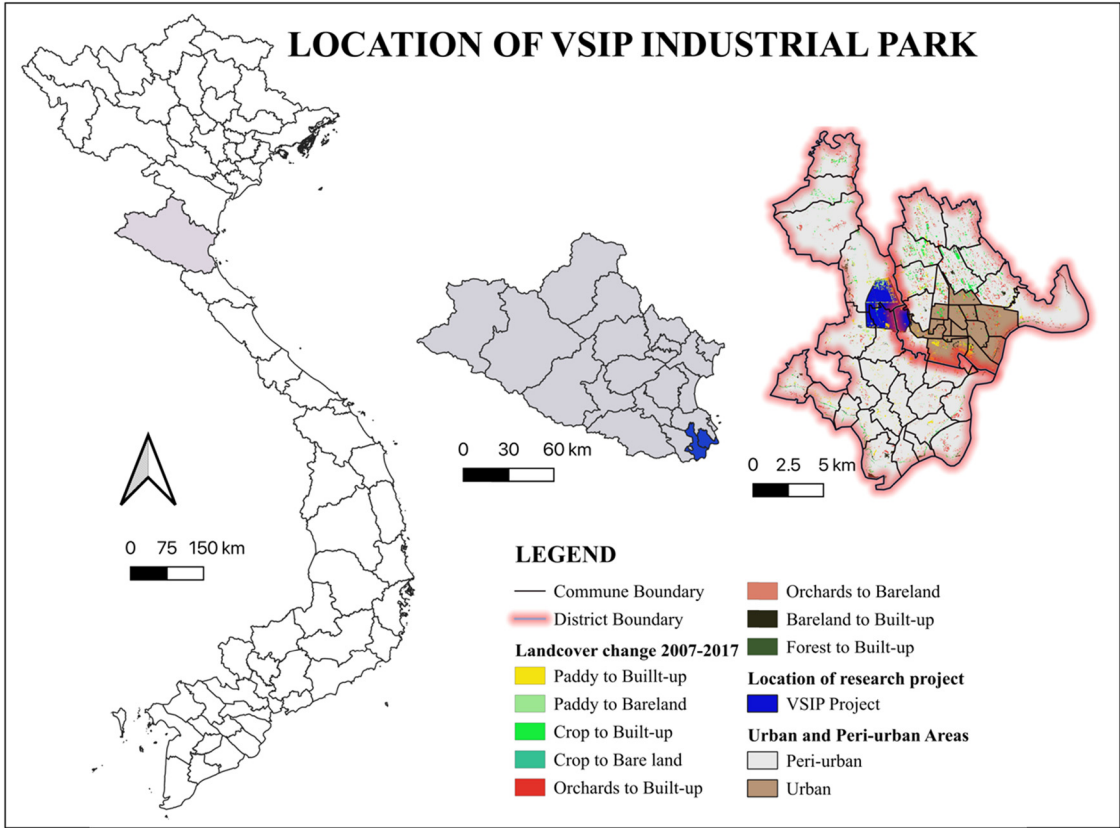 LOCATION OF VSIP INDUSTRIAL PARK
0 30 60 km
0 2.5 5 km
0 75 150 km
LEGEND
Commune Boundary
District Boundary
Landcover change 2007-2017
Paddy to Buillt-up
Paddy to Bareland
Crop to Built-up
Crop to Bare land
Orchards to Built-up
Orchards to Bareland
Bareland to Built-up
Forest to Built-up
Location of research project
VSIP Project
Urban and Peri-urban Areas
Peri-urban
Urban